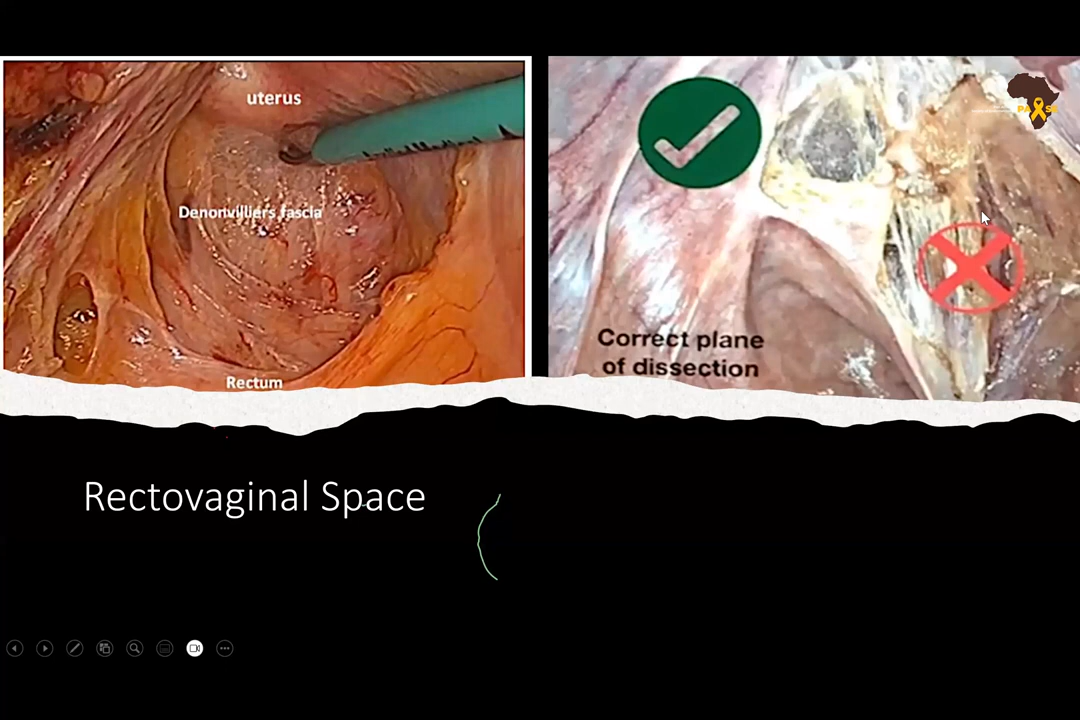 uterus
Denonvilliers fascia
Rectum
Correct plane
of dissection
Rectovaginal Space